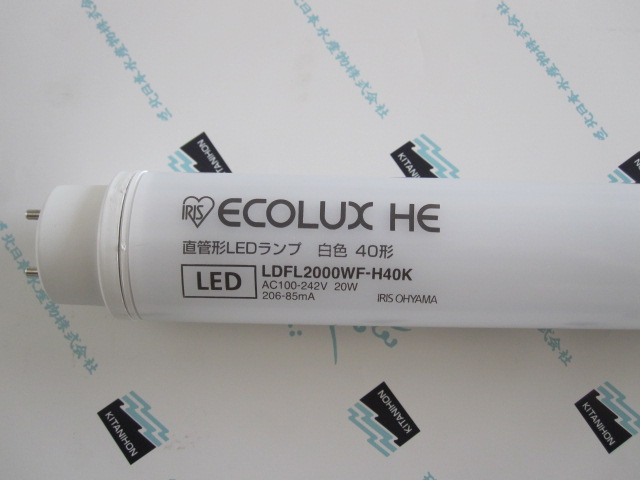 IRIS ECOLUX HE
直管形LEDランプ 白色 40形
LED
LDFL2000WF-H40K
AC100-242V 20W
206-85mA
IRIS OHYAMA
KITANIHON
KITANIHON
KITANIHON
KITANIHON
KITANIHON
KITANIHON